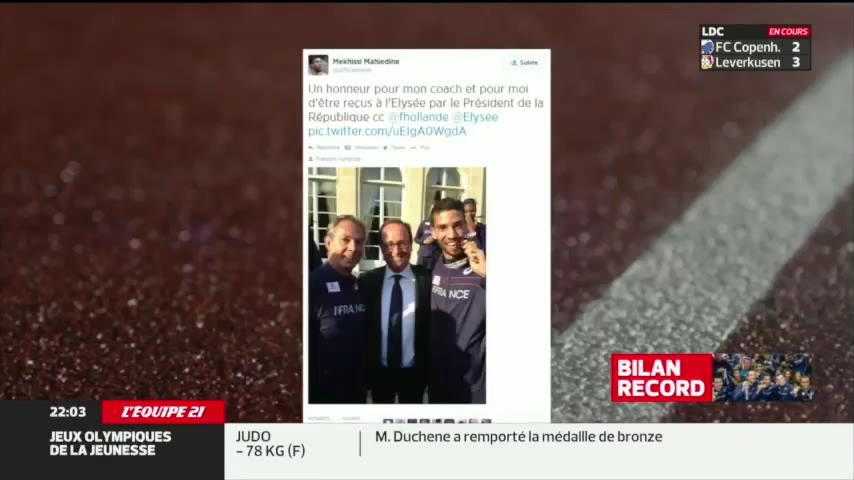 LDC
EN COURS
FC Copenh. 2
Leverkusen 3
Mekhissi Mahiedine
Suivre
Un honneur pour mon coach et pour moi
d'être reçus à l'Elysée par le Président de la
République cc @fhollande @Elysee
pic.twitter.com/uEIgA0WgdA
FRANCE
FRANCE
BILAN
RECORD
22:03
L'ÉQUIPE 21
JEUX OLYMPIQUES
DE LA JEUNESSE
JUDO
– 78 KG (F)
M. Duchene a remporté la médaille de bronze